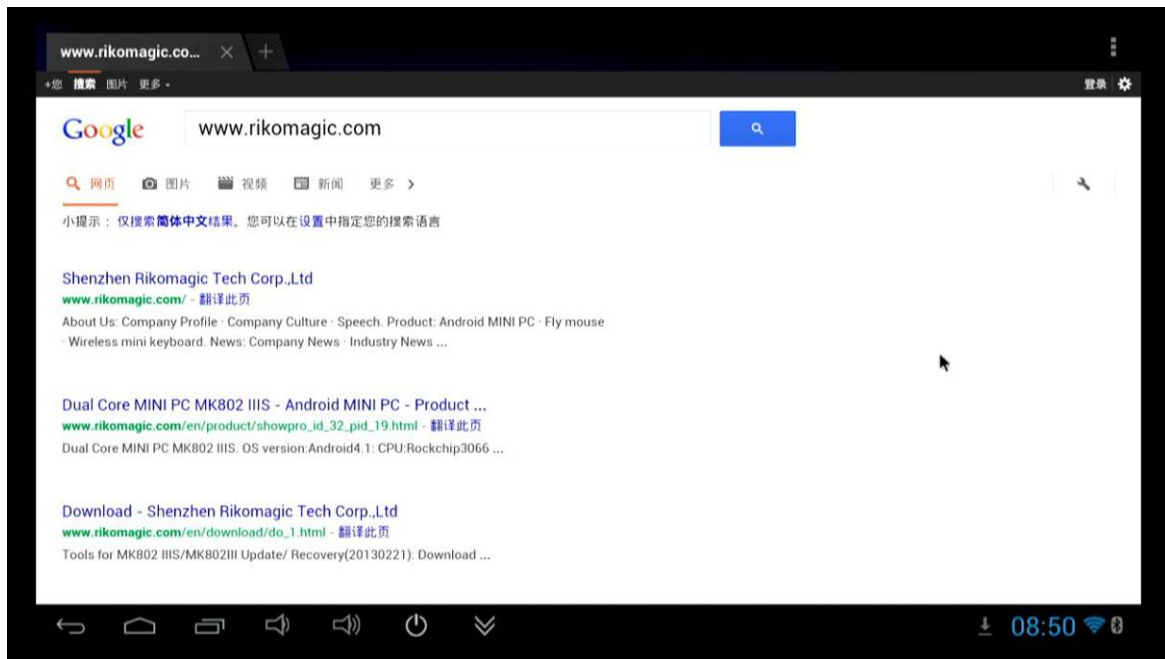 www.rikomagic.co...
+您 搜索 图片 更多
登录
Google www.rikomagic.com
网页 图片 视频 新闻 更多
小提示： 仅搜索简体中文结果。您可以在设置中指定您的搜索语言
Shenzhen Rikomagic Tech Corp.,Ltd
www.rikomagic.com/ - 翻译此页
About Us: Company Profile · Company Culture · Speech. Product: Android MINI PC · Fly mouse
· Wireless mini keyboard. News: Company News · Industry News ...
Dual Core MINI PC MK802 IIIS - Android MINI PC - Product ...
www.rikomagic.com/en/product/showpro_id_32_pid_19.html - 翻译此页
Dual Core MINI PC MK802 IIIS. OS version:Android4.1: CPU:Rockchip3066 ...
Download - Shenzhen Rikomagic Tech Corp.,Ltd
www.rikomagic.com/en/download/do_1.html - 翻译此页
Tools for MK802 IIIS/MK802III Update/ Recovery(20130221): Download ...
08:50